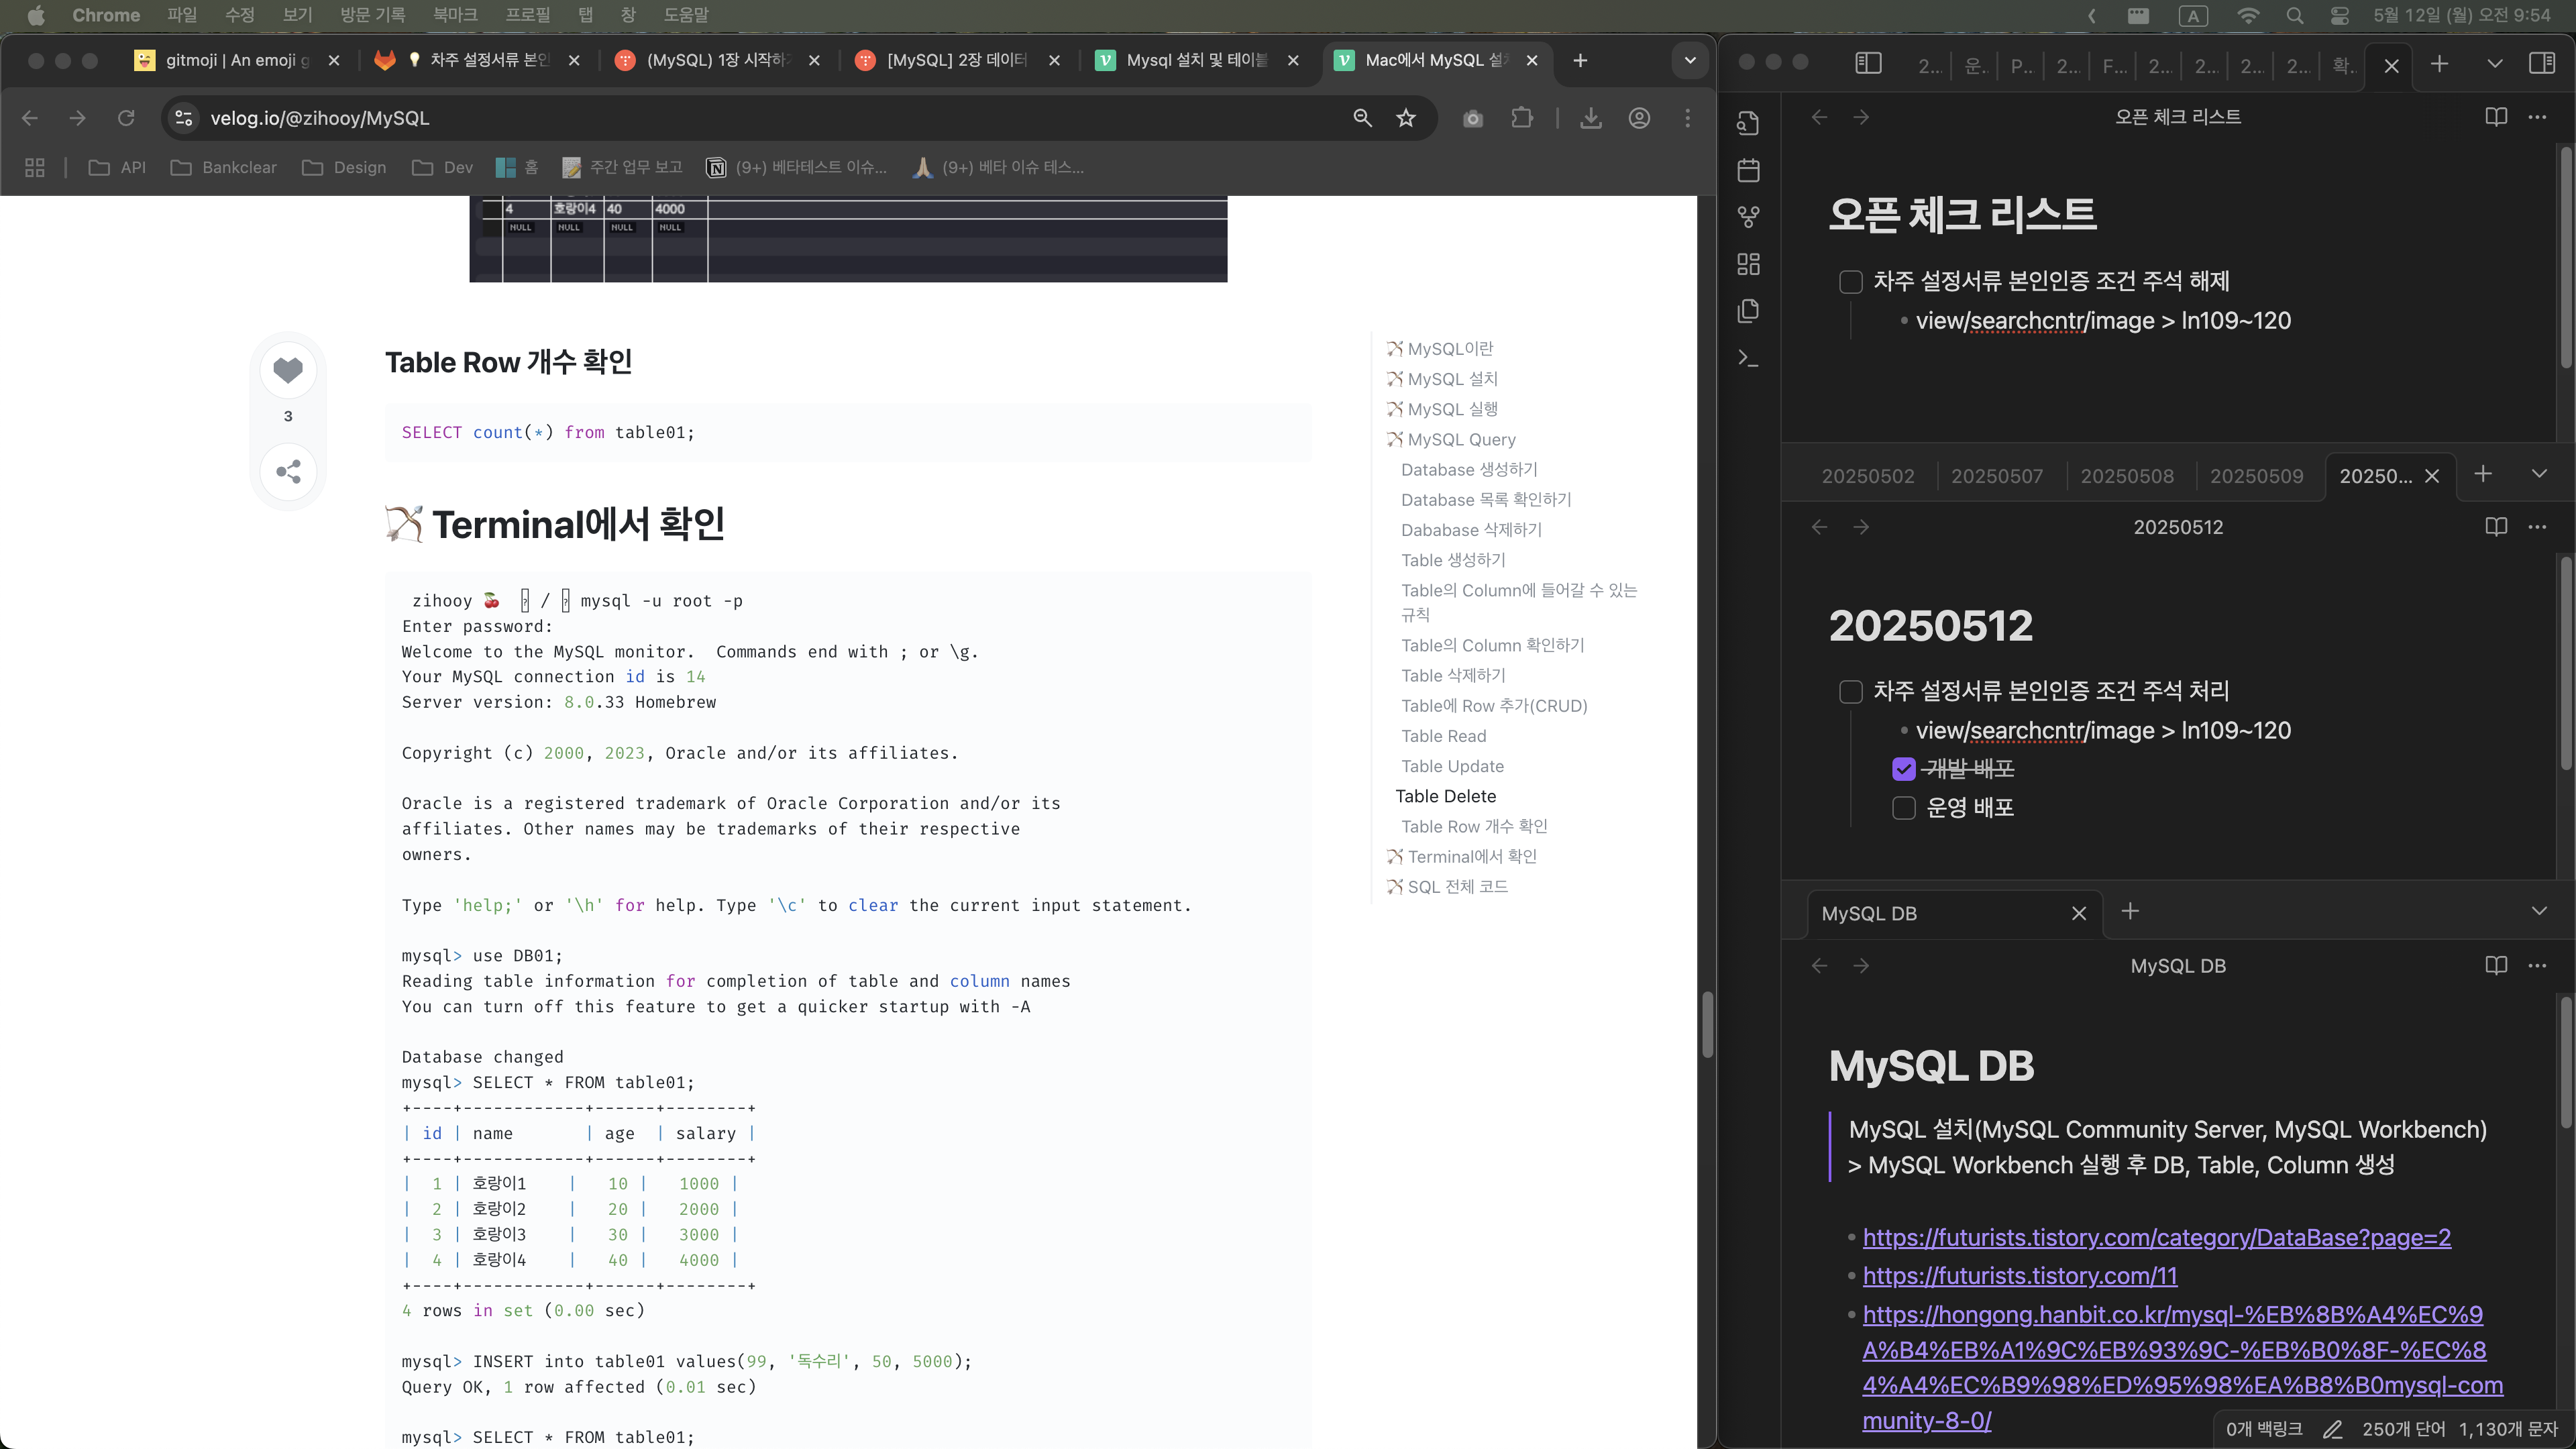 Chrome 파일 수정 보기 방문 기록 북마크 프로필 탭 창 도움말
A 5월 12일 (월) 오전 9:54
gitmoji | An emoji g
차주 설정서류 본인
(MySQL) 1장 시작하
[MySQL] 2장 데이터
Mysql 설치 및 테이블
Mac에서 MySQL 설치
velog.io/@zihooy/MySQL
API Bankclear Design Dev 홈 주간 업무 보고 (9+) 베타테스트 이슈... (9+) 베타 이슈 테스...
4 호랑이4 40 4000
NULL NULL NULL NULL
3
Table Row 개수 확인
SELECT count(*) from table01;
🏹 Terminal에서 확인
zihooy 🍒 / mysql -u root -p
Enter password:
Welcome to the MySQL monitor.  Commands end with ; or \g.
Your MySQL connection id is 14
Server version: 8.0.33 Homebrew
Copyright (c) 2000, 2023, Oracle and/or its affiliates.
Oracle is a registered trademark of Oracle Corporation and/or its
affiliates. Other names may be trademarks of their respective
owners.
Type 'help;' or '\h' for help. Type '\c' to clear the current input statement.
mysql> use DB01;
Reading table information for completion of table and column names
You can turn off this feature to get a quicker startup with -A
Database changed
mysql> SELECT * FROM table01;
+----+------------+------+--------+
| id | name       | age  | salary |
+----+------------+------+--------+
|  1 | 호랑이1    |   10 |   1000 |
|  2 | 호랑이2    |   20 |   2000 |
|  3 | 호랑이3    |   30 |   3000 |
|  4 | 호랑이4    |   40 |   4000 |
+----+------------+------+--------+
4 rows in set (0.00 sec)
mysql> INSERT into table01 values(99, '독수리', 50, 5000);
Query OK, 1 row affected (0.01 sec)
mysql> SELECT * FROM table01;
🏹 MySQL이란
🏹 MySQL 설치
🏹 MySQL 실행
🏹 MySQL Query
Database 생성하기
Database 목록 확인하기
Dababase 삭제하기
Table 생성하기
Table의 Column에 들어갈 수 있는
규칙
Table의 Column 확인하기
Table 삭제하기
Table에 Row 추가(CRUD)
Table Read
Table Update
Table Delete
Table Row 개수 확인
🏹 Terminal에서 확인
🏹 SQL 전체 코드
2... 운.. P... 2... F... 2... 2... 2... 2... 확..
오픈 체크 리스트
오픈 체크 리스트
차주 설정서류 본인인증 조건 주석 해제
view/searchcntr/image > ln109~120
20250502 20250507 20250508 20250509 20250...
20250512
20250512
차주 설정서류 본인인증 조건 주석 처리
view/searchcntr/image > ln109~120
개발 배포
운영 배포
MySQL DB
MySQL DB
MySQL DB
MySQL 설치(MySQL Community Server, MySQL Workbench)
> MySQL Workbench 실행 후 DB, Table, Column 생성
https://futurists.tistory.com/category/DataBase?page=2
https://futurists.tistory.com/11
https://hongong.hanbit.co.kr/mysql-%EB%8B%A4%EC%9
A%B4%EB%A1%9C%EB%93%9C-%EB%B0%8F-%EC%8
4%A4%EC%B9%98%ED%95%98%EA%B8%B0mysql-com
munity-8-0/
0개 백링크 250개 단어 1,130개 문자